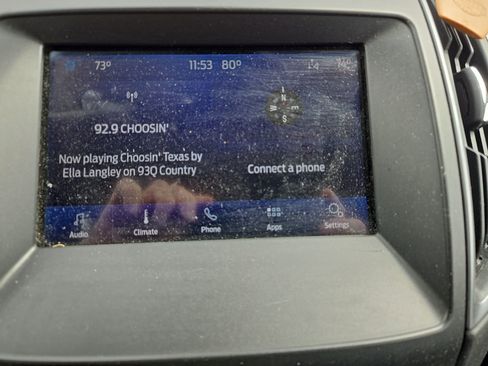 73° 11:53 80°
N
W E
S
92.9 CHOOSIN'
Now playing Choosin' Texas by
Ella Langley on 93Q Country
Connect a phone
Audio Climate Phone Apps Settings